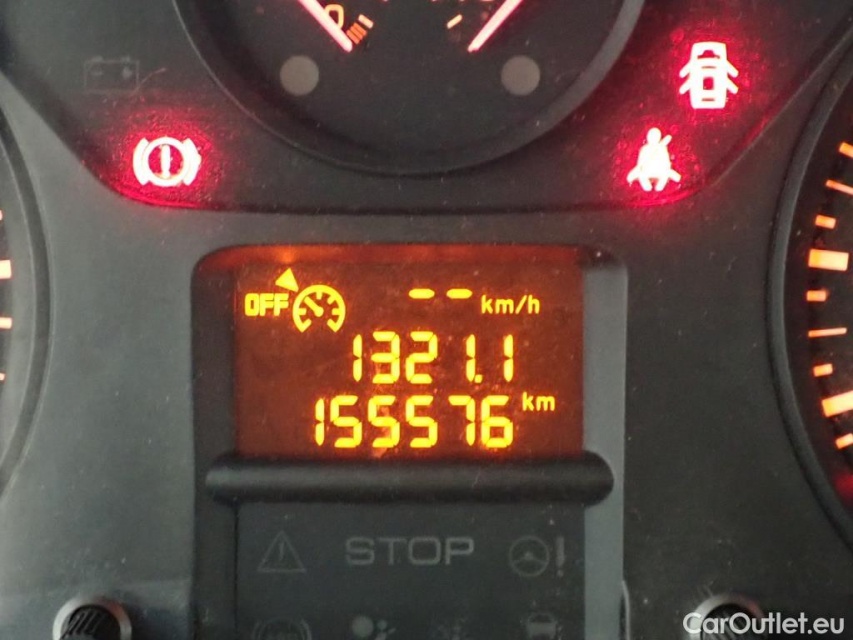 OFF -- km/h
1321.1
155576 km
STOP
CarOutlet.eu